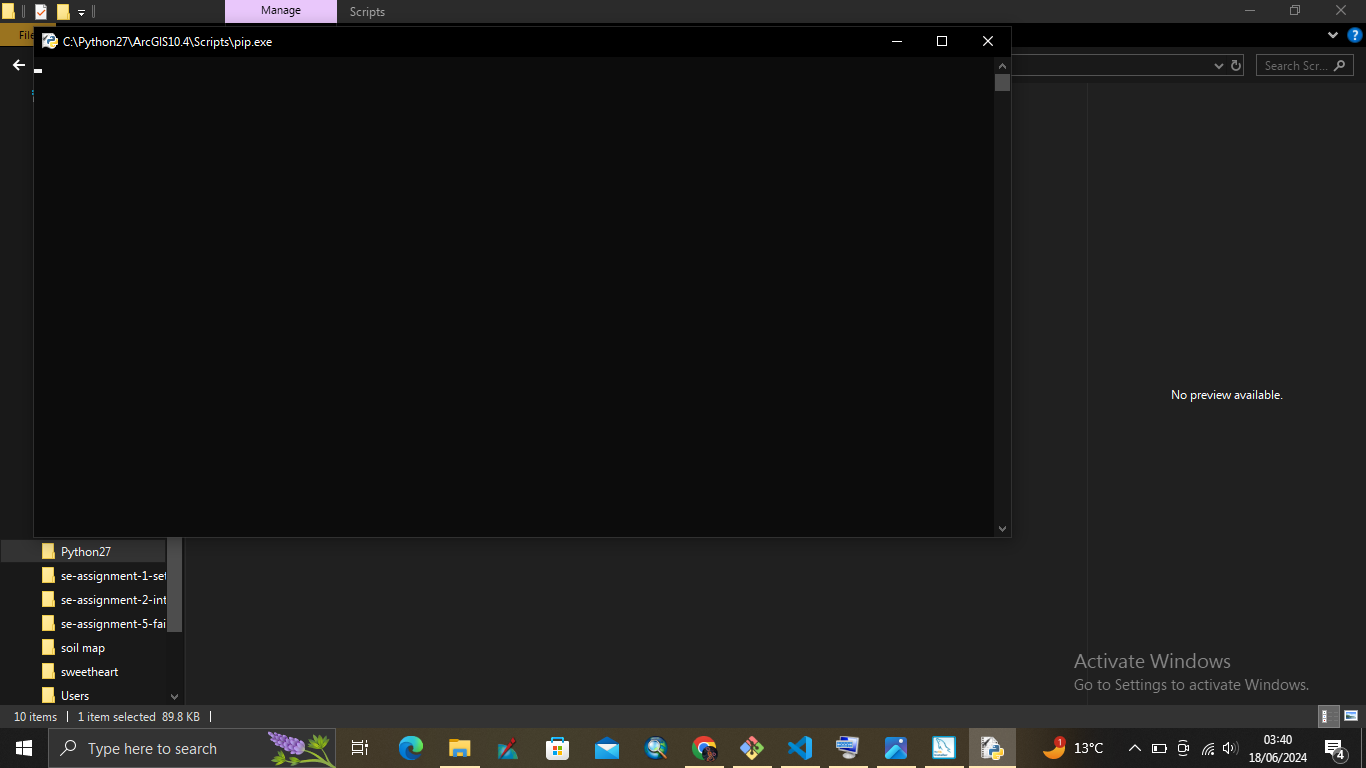 Manage
Scripts
File
C:\Python27\ArcGIS10.4\Scripts\pip.exe
Search Scr...
No preview available.
Python27
se-assignment-1-set
se-assignment-2-int
se-assignment-5-fai
soil map
sweetheart
Users
Activate Windows
Go to Settings to activate Windows.
10 items
1 item selected 89.8 KB
Type here to search
1
13°C
03:40
18/06/2024
4